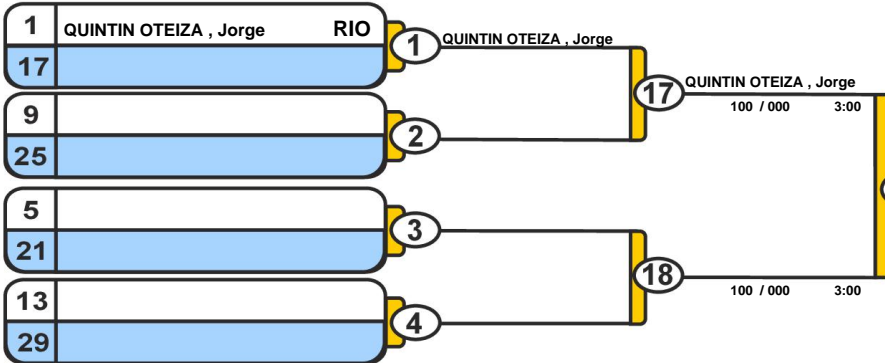 1 QUINTIN OTEIZA , Jorge RIO
17
1
QUINTIN OTEIZA , Jorge
9
25
2
17
QUINTIN OTEIZA , Jorge
100 / 000 3:00
5
21
3
13
29
4
18
100 / 000 3:00